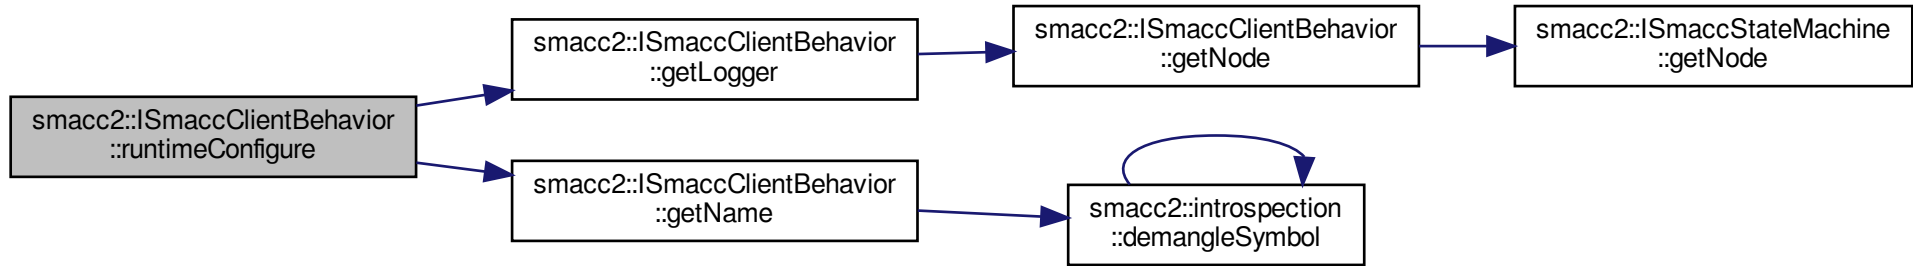 smacc2::ISmaccClientBehavior
::runtimeConfigure
smacc2::ISmaccClientBehavior
::getLogger
smacc2::ISmaccClientBehavior
::getNode
smacc2::ISmaccStateMachine
::getNode
smacc2::ISmaccClientBehavior
::getName
smacc2::introspection
::demangleSymbol